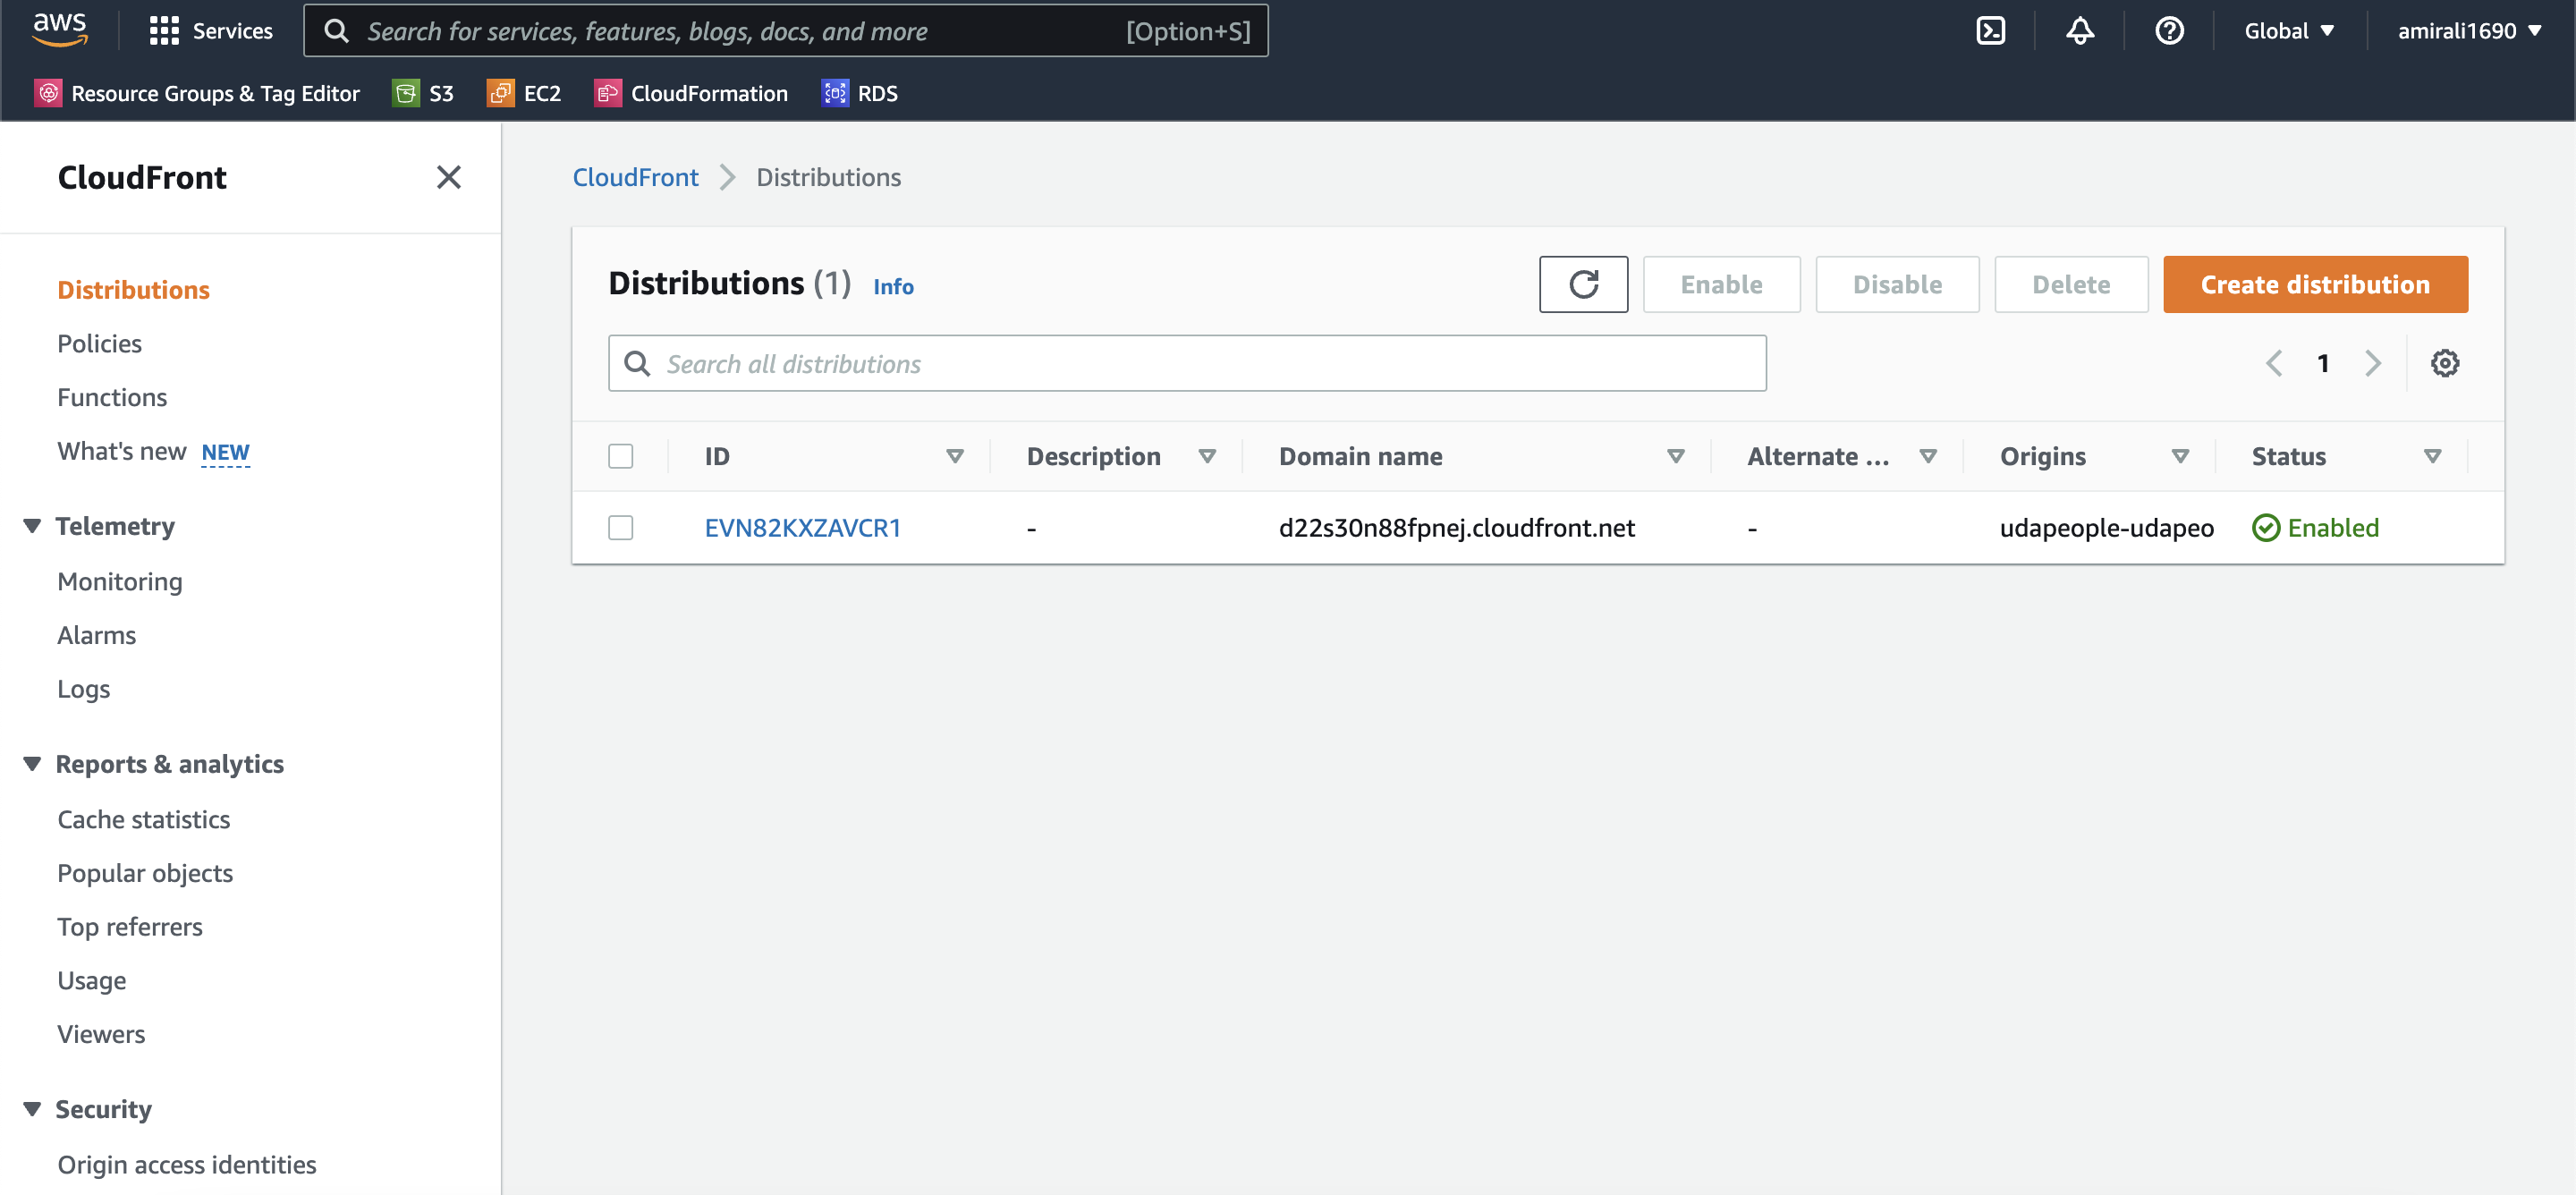 aws
Services
Search for services, features, blogs, docs, and more
[Option+S]
Global
amirali1690
Resource Groups & Tag Editor
S3
EC2
CloudFormation
RDS
CloudFront
Distributions
Policies
Functions
What's new NEW
Telemetry
Monitoring
Alarms
Logs
Reports & analytics
Cache statistics
Popular objects
Top referrers
Usage
Viewers
Security
Origin access identities
CloudFront
Distributions
Distributions (1) Info
Enable
Disable
Delete
Create distribution
Search all distributions
1
ID
Description
Domain name
Alternate ...
Origins
Status
EVN82KXZAVCR1
-
d22s30n88fpnej.cloudfront.net
-
udapeople-udapeo
Enabled